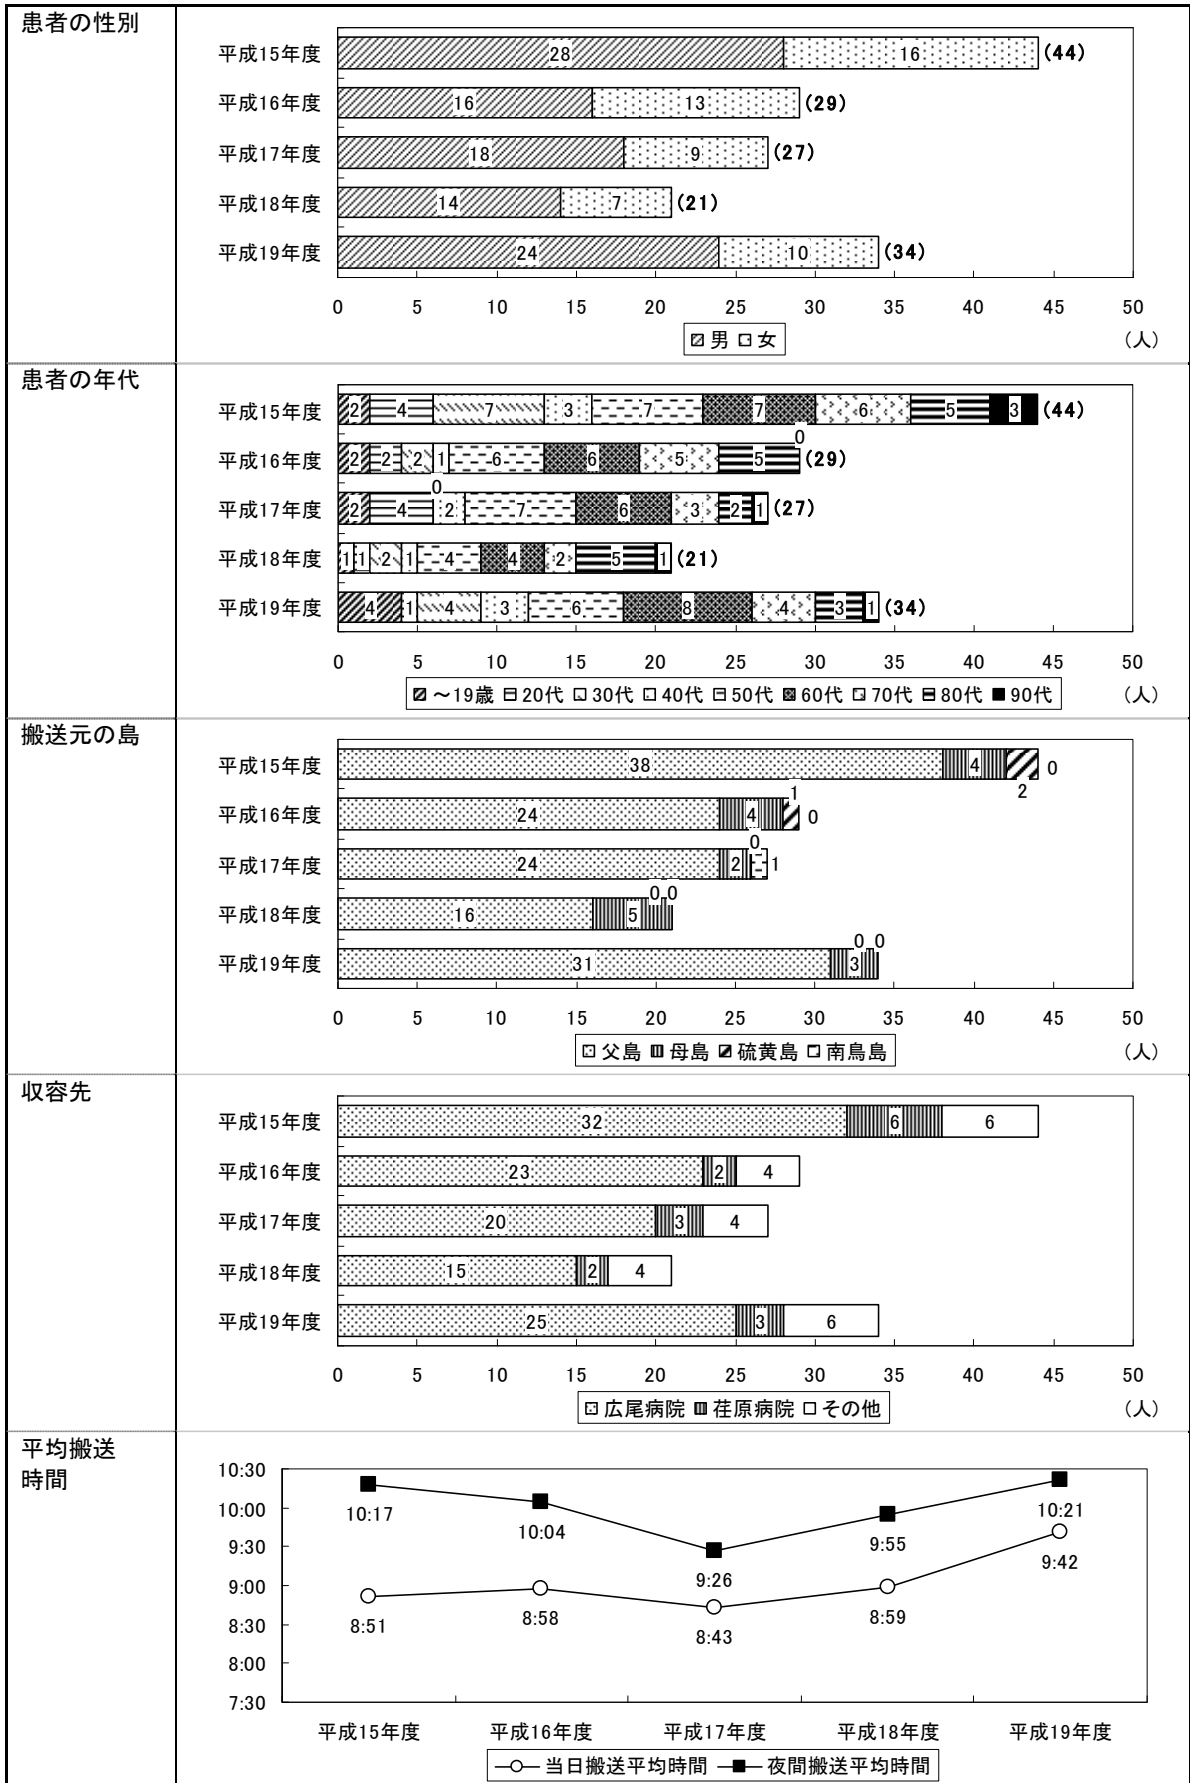 患者の性別
平成15年度 28 16 (44)
平成16年度 16 13 (29)
平成17年度 18 9 (27)
平成18年度 14 7 (21)
平成19年度 24 10 (34)
0 5 10 15 20 25 30 35 40 45 50
男 女 （人）
患者の年代
平成15年度 2 4 7 3 7 7 6 5 3 (44)
0
平成16年度 2 2 2 1 6 6 5 5 (29)
0
平成17年度 2 4 2 7 6 3 2 1 (27)
平成18年度 1 1 2 1 4 4 2 5 1 (21)
平成19年度 4 1 4 3 6 8 4 3 1 (34)
0 5 10 15 20 25 30 35 40 45 50
～19歳 20代 30代 40代 50代 60代 70代 80代 90代 （人）
搬送元の島
平成15年度 38 4 0
1 2
平成16年度 24 4 0
0
平成17年度 24 2 1
0 0
平成18年度 16 5
0 0
平成19年度 31 3
0 5 10 15 20 25 30 35 40 45 50
父島 母島 硫黄島 南鳥島 （人）
収容先
平成15年度 32 6 6
平成16年度 23 2 4
平成17年度 20 3 4
平成18年度 15 2 4
平成19年度 25 3 6
0 5 10 15 20 25 30 35 40 45 50
広尾病院 荏原病院 その他 （人）
平均搬送
時間
10:30
10:00
9:30
9:00
8:30
8:00
7:30
10:17 10:04 9:26 9:55 10:21
8:51 8:58 8:43 8:59 9:42
平成15年度 平成16年度 平成17年度 平成18年度 平成19年度
当日搬送平均時間 夜間搬送平均時間